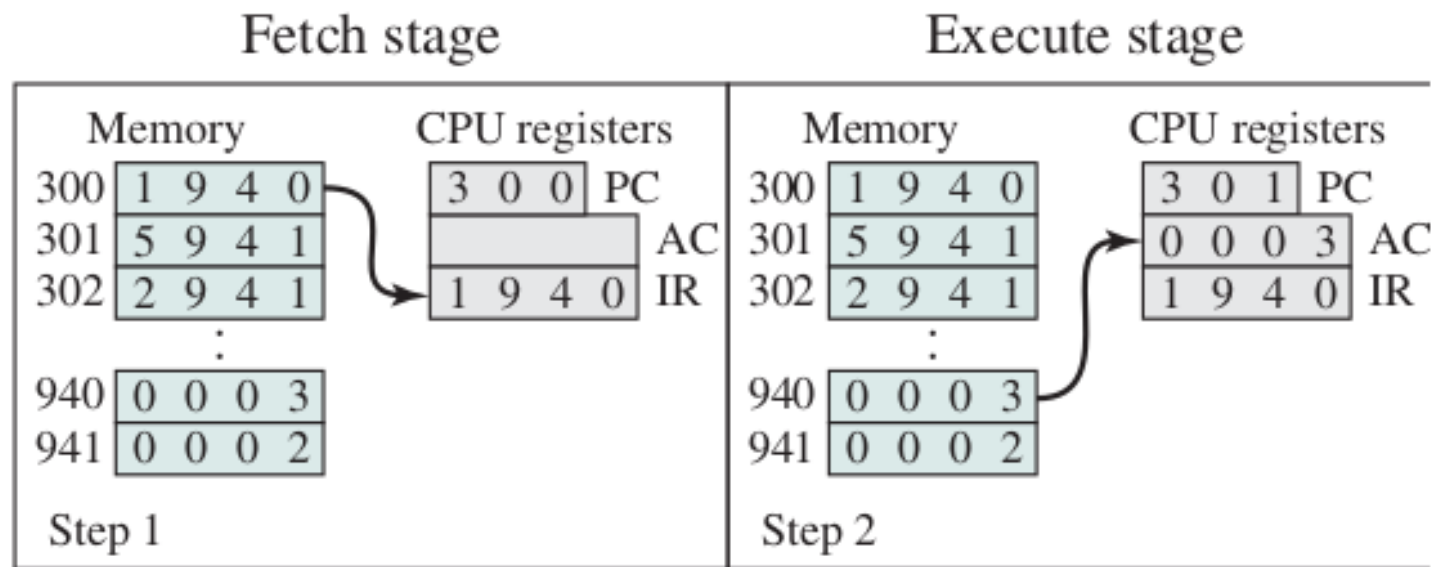 Fetch stage
Execute stage
Memory
CPU registers
300 1 9 4 0
3 0 0 PC
301 5 9 4 1
AC
302 2 9 4 1
1 9 4 0 IR
:
940 0 0 0 3
941 0 0 0 2
Step 1
Memory
CPU registers
300 1 9 4 0
3 0 1 PC
301 5 9 4 1
0 0 0 3 AC
302 2 9 4 1
1 9 4 0 IR
:
940 0 0 0 3
941 0 0 0 2
Step 2